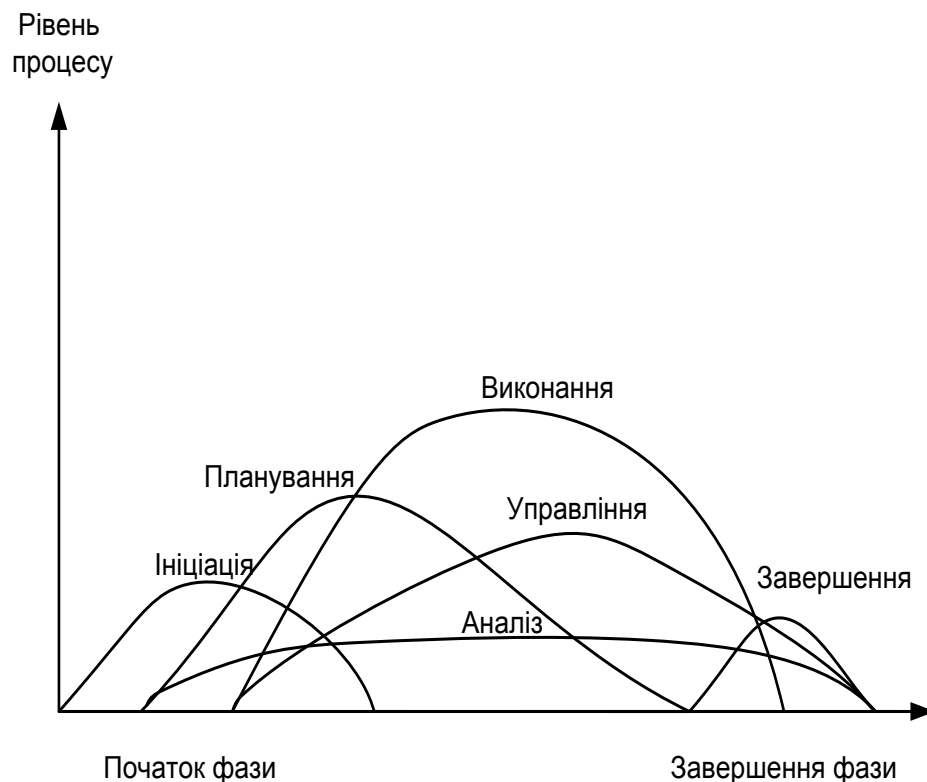 Рівень
процесу
Виконання
Планування
Управління
Ініціація
Завершення
Аналіз
Початок фази
Завершення фази